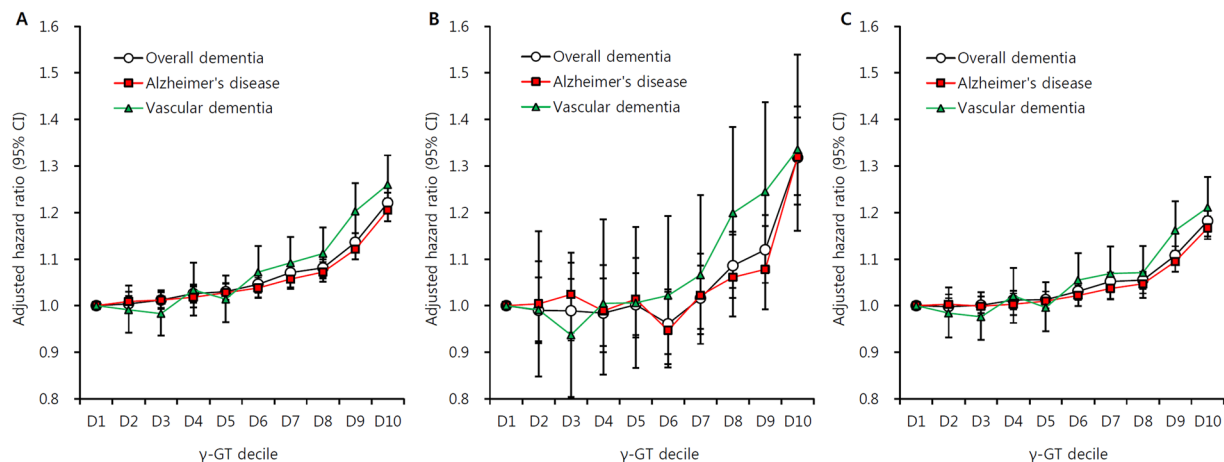 A
Adjusted hazard ratio (95% CI)
1.6
1.5
1.4
1.3
1.2
1.1
1.0
0.9
0.8
Overall dementia
Alzheimer's disease
Vascular dementia
D1 D2 D3 D4 D5 D6 D7 D8 D9 D10
γ-GT decile
B
Adjusted hazard ratio (95% CI)
1.6
1.5
1.4
1.3
1.2
1.1
1.0
0.9
0.8
Overall dementia
Alzheimer's disease
Vascular dementia
D1 D2 D3 D4 D5 D6 D7 D8 D9 D10
γ-GT decile
C
Adjusted hazard ratio (95% CI)
1.6
1.5
1.4
1.3
1.2
1.1
1.0
0.9
0.8
Overall dementia
Alzheimer's disease
Vascular dementia
D1 D2 D3 D4 D5 D6 D7 D8 D9 D10
γ-GT decile